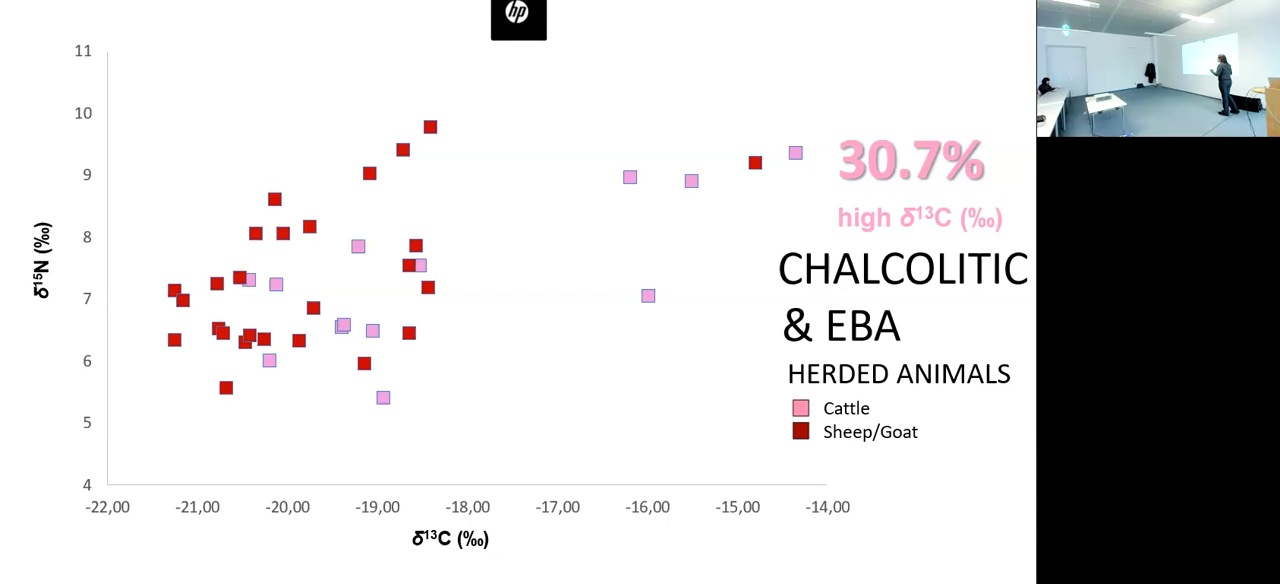 hp
11
10
9
8
7
6
5
4
δ¹⁵N (‰)
-22,00 -21,00 -20,00 -19,00 -18,00 -17,00 -16,00 -15,00 -14,00
δ¹³C (‰)
30.7%
high δ¹³C (‰)
CHALCOLITIC
& EBA
HERDED ANIMALS
Cattle
Sheep/Goat